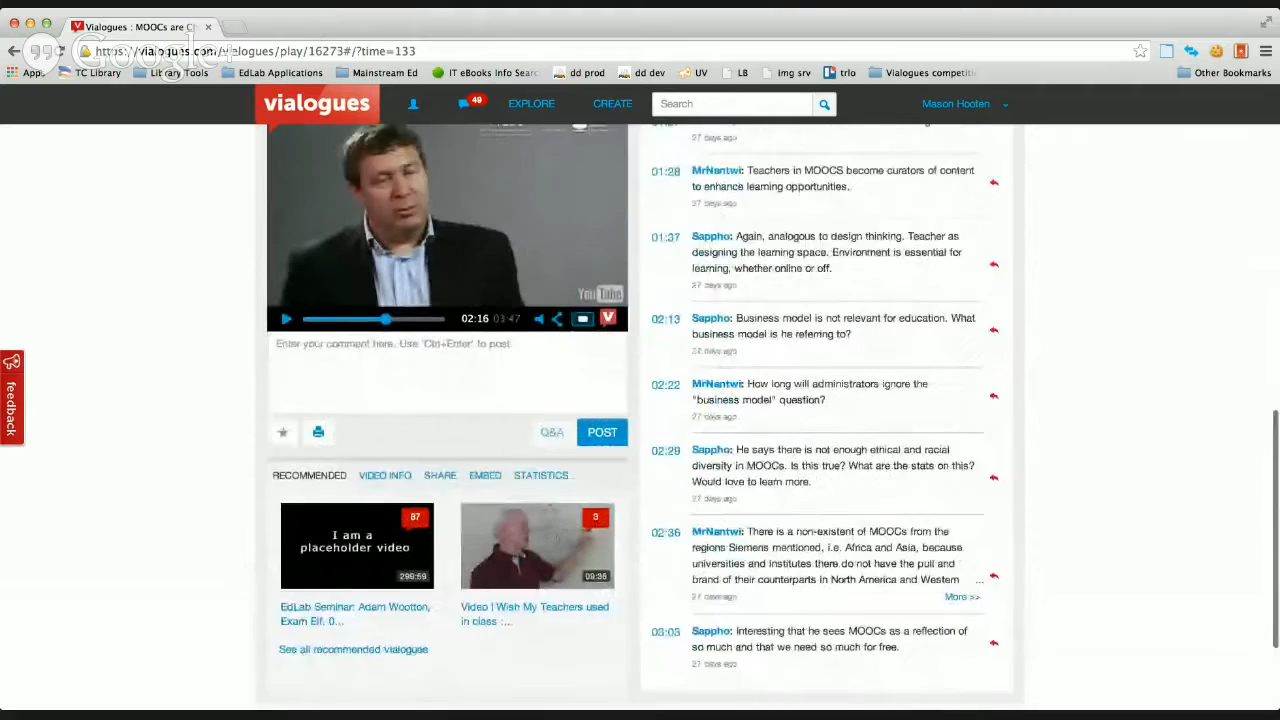 Vialogues : MOOCs are Ch
Google+
https://vialogues.com/vialogues/play/16273#/?time=133
Apps TC Library Library Tools EdLab Applications Mainstream Ed IT eBooks Info Sear dd prod dd dev UV LB img srv trlo Vialogues competiti Other Bookmarks
vialogues 49 EXPLORE CREATE Search Mason Hooten
27 days ago
01:28 MrNantwi: Teachers in MOOCS become curators of content
to enhance learning opportunities.
27 days ago
01:37 Sappho: Again, analogous to design thinking. Teacher as
designing the learning space. Environment is essential for
learning, whether online or off.
27 days ago
YouTube
02:16 03:47
02:13 Sappho: Business model is not relevant for education. What
business model is he referring to?
27 days ago
Enter your comment here. Use 'Ctrl+Enter' to post
02:22 MrNantwi: How long will administrators ignore the
"business model" question?
27 days ago
Q&A POST
feedback
02:29 Sappho: He says there is not enough ethical and racial
diversity in MOOCs. Is this true? What are the stats on this?
Would love to learn more.
27 days ago
RECOMMENDED VIDEO INFO SHARE EMBED STATISTICS
87
I am a
placeholder video
299:59
3
09:36
02:36 MrNantwi: There is a non-existent of MOOCs from the
regions Siemens mentioned, i.e. Africa and Asia, because
universities and institutes there do not have the pull and
brand of their counterparts in North America and Western ...
27 days ago More >>
EdLab Seminar: Adam Wootton,
Exam Elf. 0...
Video I Wish My Teachers used
in class :...
See all recommended vialogues
03:03 Sappho: Interesting that he sees MOOCs as a reflection of
so much and that we need so much for free.
27 days ago